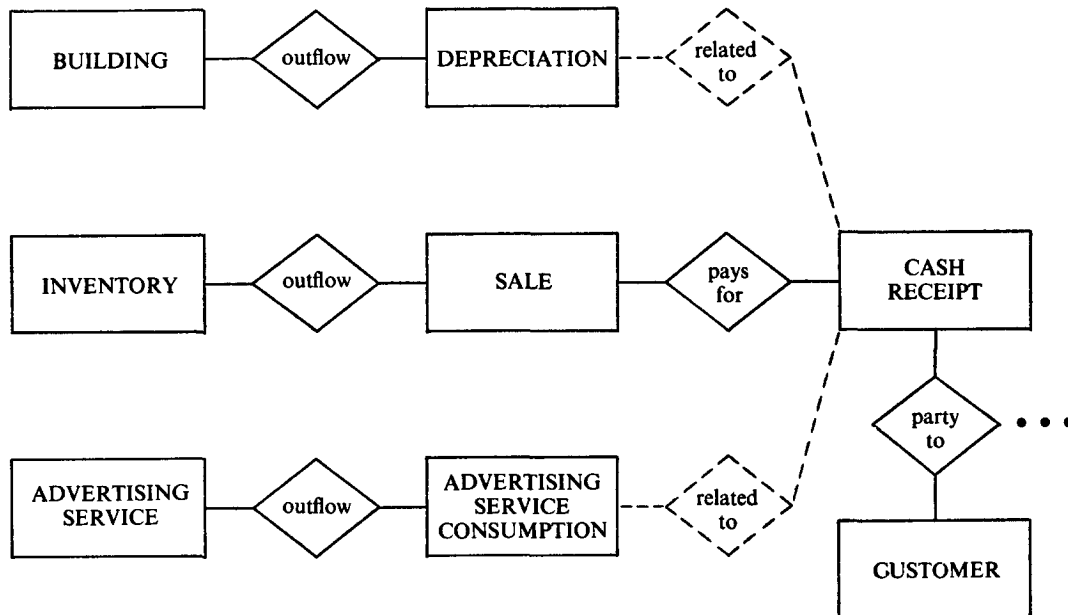 BUILDING
outflow
DEPRECIATION
related
to
INVENTORY
outflow
SALE
pays
for
CASH
RECEIPT
party
to
ADVERTISING
SERVICE
outflow
ADVERTISING
SERVICE
CONSUMPTION
related
to
CUSTOMER